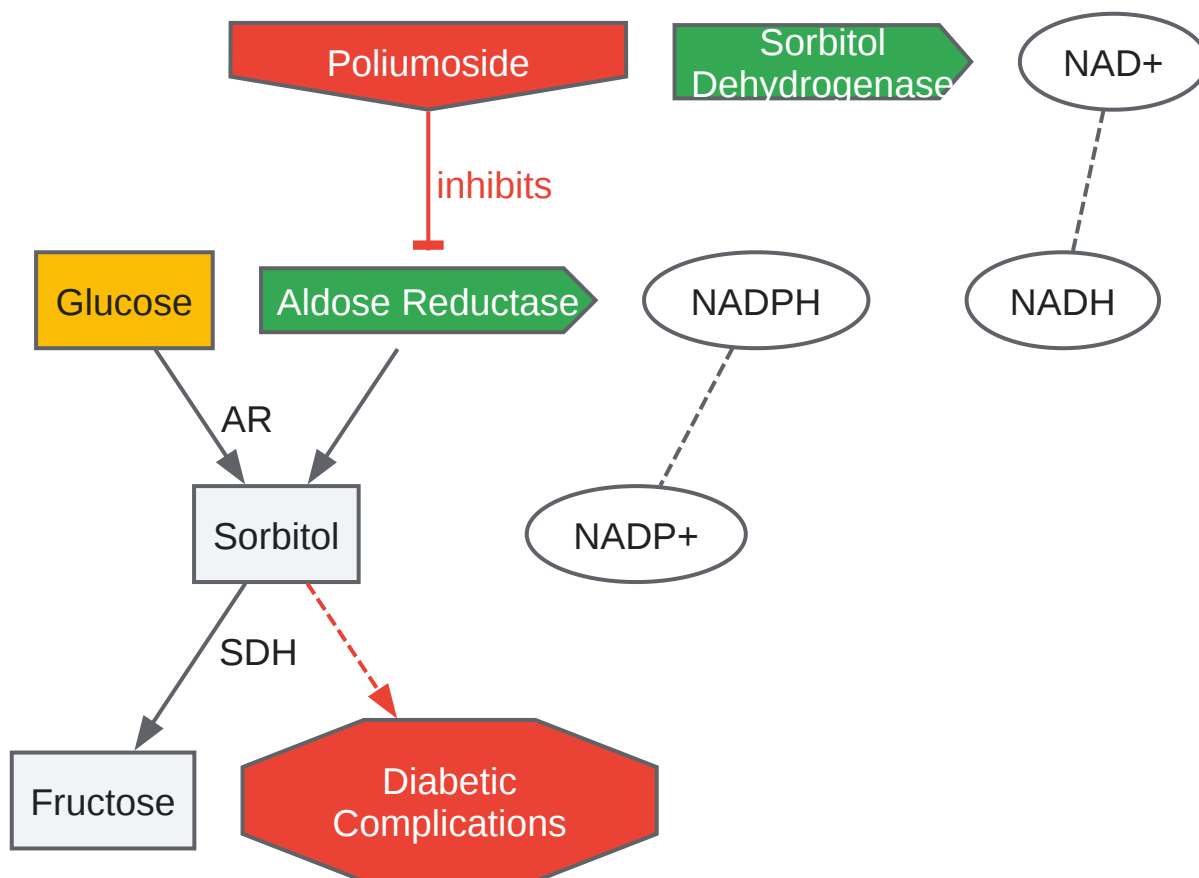 Poliumoside
Sorbitol
Dehydrogenase
NAD+
inhibits
Glucose
Aldose Reductase
NADPH
NADH
AR
Sorbitol
NADP+
SDH
Fructose
Diabetic
Complications